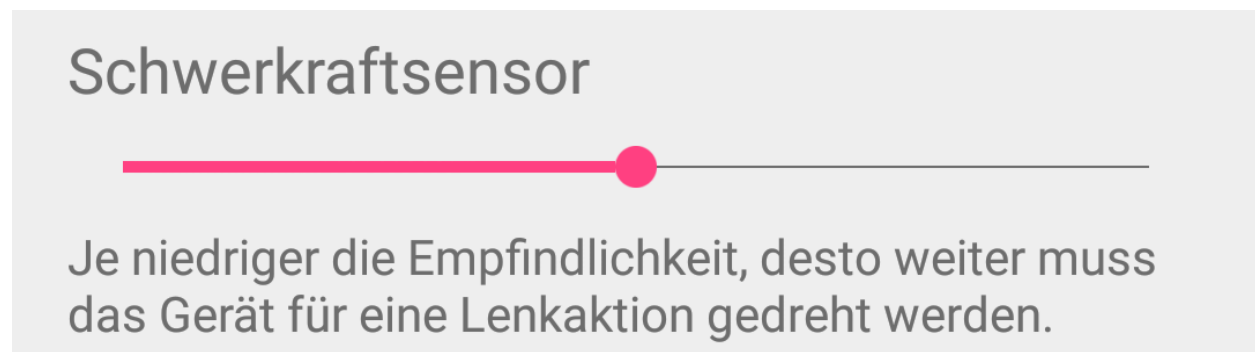 Schwerkraftsensor
Je niedriger die Empfindlichkeit, desto weiter muss
das Gerät für eine Lenkaktion gedreht werden.